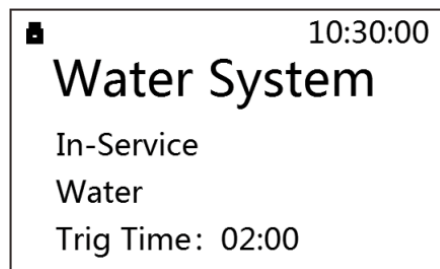 10:30:00
Water System
In-Service
Water
Trig Time: 02:00